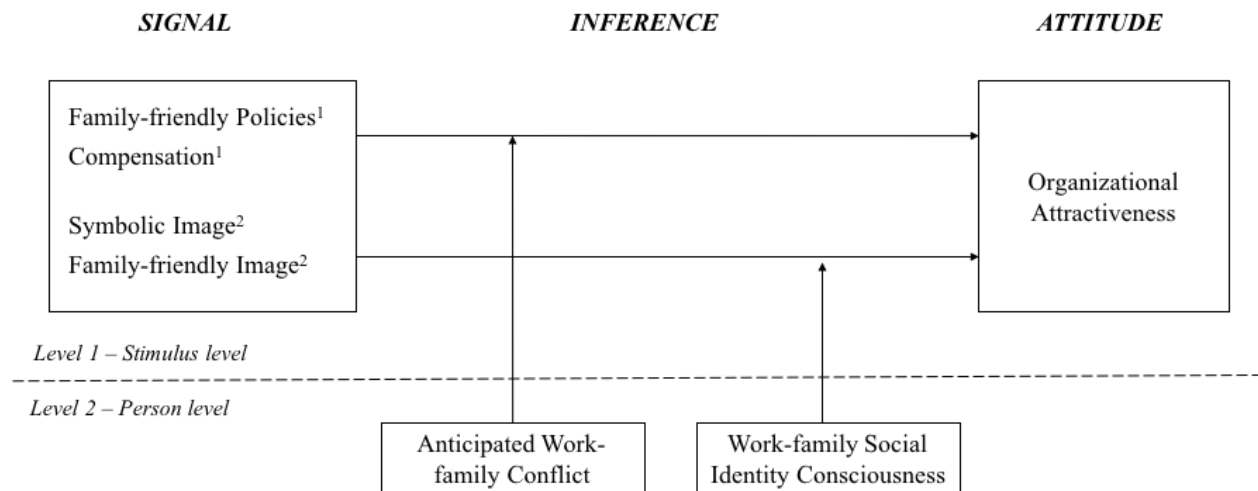 SIGNAL INFERENCE ATTITUDE
Family-friendly Policies¹
Compensation¹
Symbolic Image²
Family-friendly Image²
Organizational
Attractiveness
Level 1 – Stimulus level
Level 2 – Person level
Anticipated Work-
family Conflict
Work-family Social
Identity Consciousness